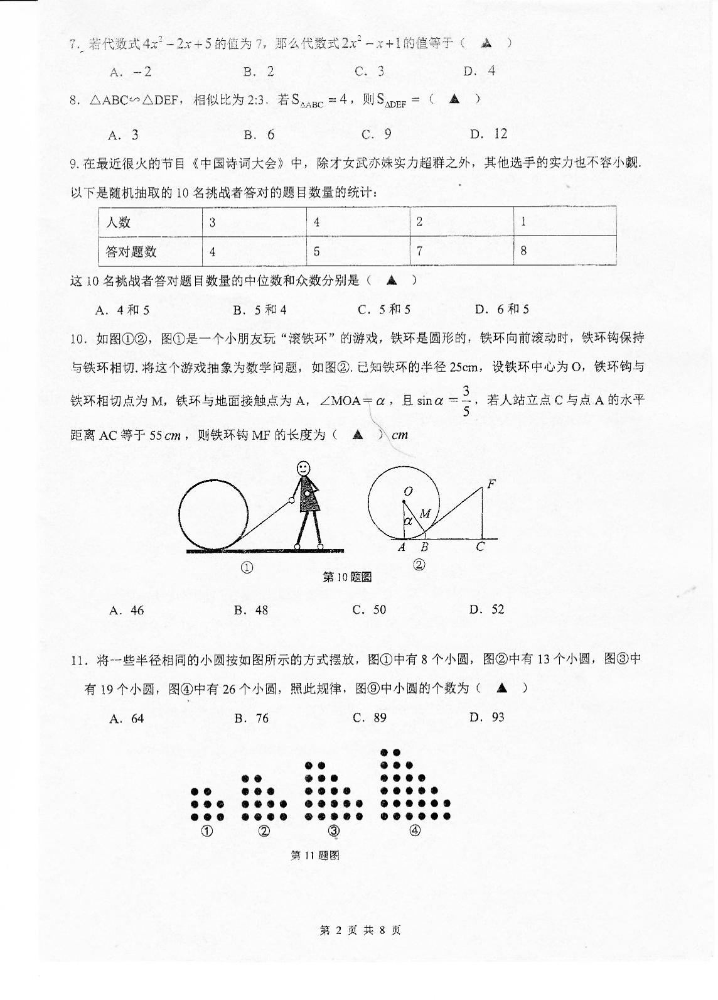 7．若代数式4x²－2x＋5的值为7，那么代数式2x²－x+1的值等于（ ▲ ）
A．－2 B．2 C．3 D．4
8．△ABC∽△DEF，相似比为2:3．若S△ABC＝4，则S△DEF＝（ ▲ ）
A．3 B．6 C．9 D．12
9.在最近很火的节目《中国诗词大会》中，除才女武亦姝实力超群之外，其他选手的实力也不容小觑.
以下是随机抽取的10名挑战者答对的题目数量的统计：
人数 3 4 2 1
答对题数 4 5 7 8
这10名挑战者答对题目数量的中位数和众数分别是（ ▲ ）
A．4和5 B．5和4 C．5和5 D．6和5
10．如图①②，图①是一个小朋友玩“滚铁环”的游戏，铁环是圆形的，铁环向前滚动时，铁环钩保持
与铁环相切.将这个游戏抽象为数学问题，如图②.已知铁环的半径25cm，设铁环中心为O，铁环钩与
铁环相切点为M，铁环与地面接触点为A，∠MOA＝α，且sinα＝3/5，若人站立点C与点A的水平
距离AC等于55cm，则铁环钩MF的长度为（ ▲ ）cm
O M α F A B C
① ②
第10题图
A．46 B．48 C．50 D．52
11．将一些半径相同的小圆按如图所示的方式摆放，图①中有8个小圆，图②中有13个小圆，图③中
有19个小圆，图④中有26个小圆，照此规律，图⑨中小圆的个数为（ ▲ ）
A．64 B．76 C．89 D．93
① ② ③ ④
第11题图
第 2 页 共 8 页